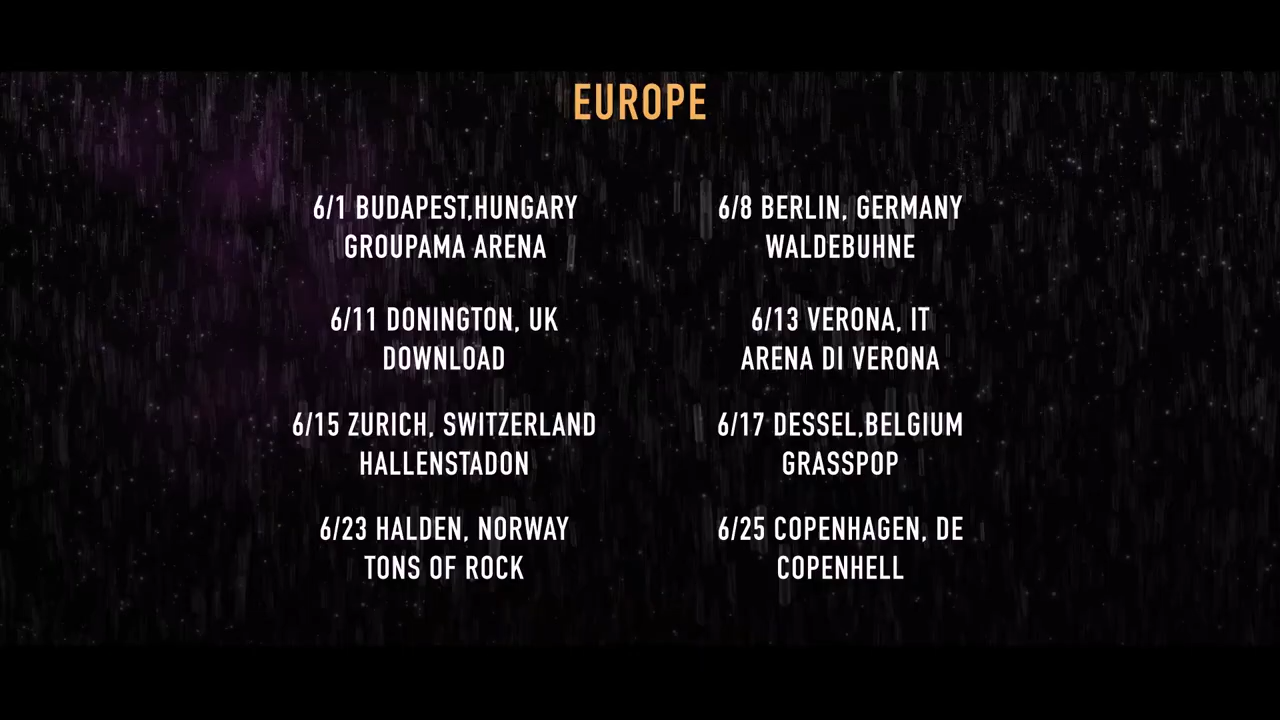 EUROPE
6/1 BUDAPEST,HUNGARY
GROUPAMA ARENA
6/8 BERLIN, GERMANY
WALDEBUHNE
6/11 DONINGTON, UK
DOWNLOAD
6/13 VERONA, IT
ARENA DI VERONA
6/15 ZURICH, SWITZERLAND
HALLENSTADON
6/17 DESSEL,BELGIUM
GRASSPOP
6/23 HALDEN, NORWAY
TONS OF ROCK
6/25 COPENHAGEN, DE
COPENHELL